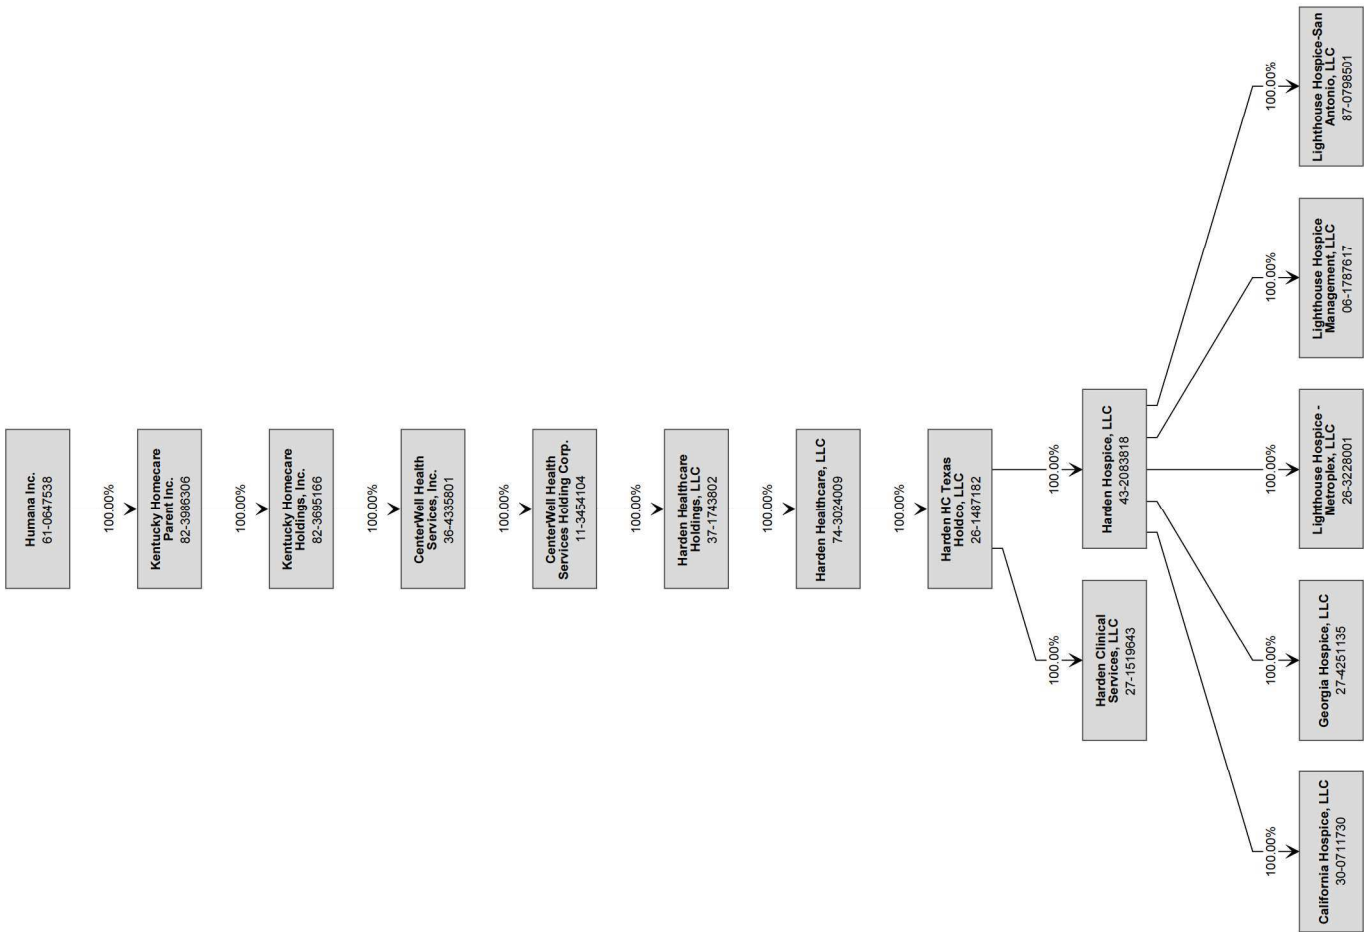 Humana Inc.
61-0647538
100.00%
Kentucky Homecare
Parent Inc.
82-3986306
100.00%
Kentucky Homecare
Holdings, Inc.
82-3695166
100.00%
CenterWell Health
Services, Inc.
36-4335801
100.00%
CenterWell Health
Services Holding Corp.
11-3454104
100.00%
Harden Healthcare
Holdings, LLC
37-1743802
100.00%
Harden Healthcare, LLC
74-3024009
100.00%
Harden HC Texas
Holdco, LLC
26-1487182
100.00%
Harden Clinical
Services, LLC
27-1519643
100.00%
Harden Hospice, LLC
43-2083818
100.00%
California Hospice, LLC
30-0711730
100.00%
Georgia Hospice, LLC
27-4251135
100.00%
Lighthouse Hospice -
Metroplex, LLC
26-3228001
100.00%
Lighthouse Hospice
Management, LLC
06-1787617
100.00%
Lighthouse Hospice-San
Antonio, LLC
87-0798501